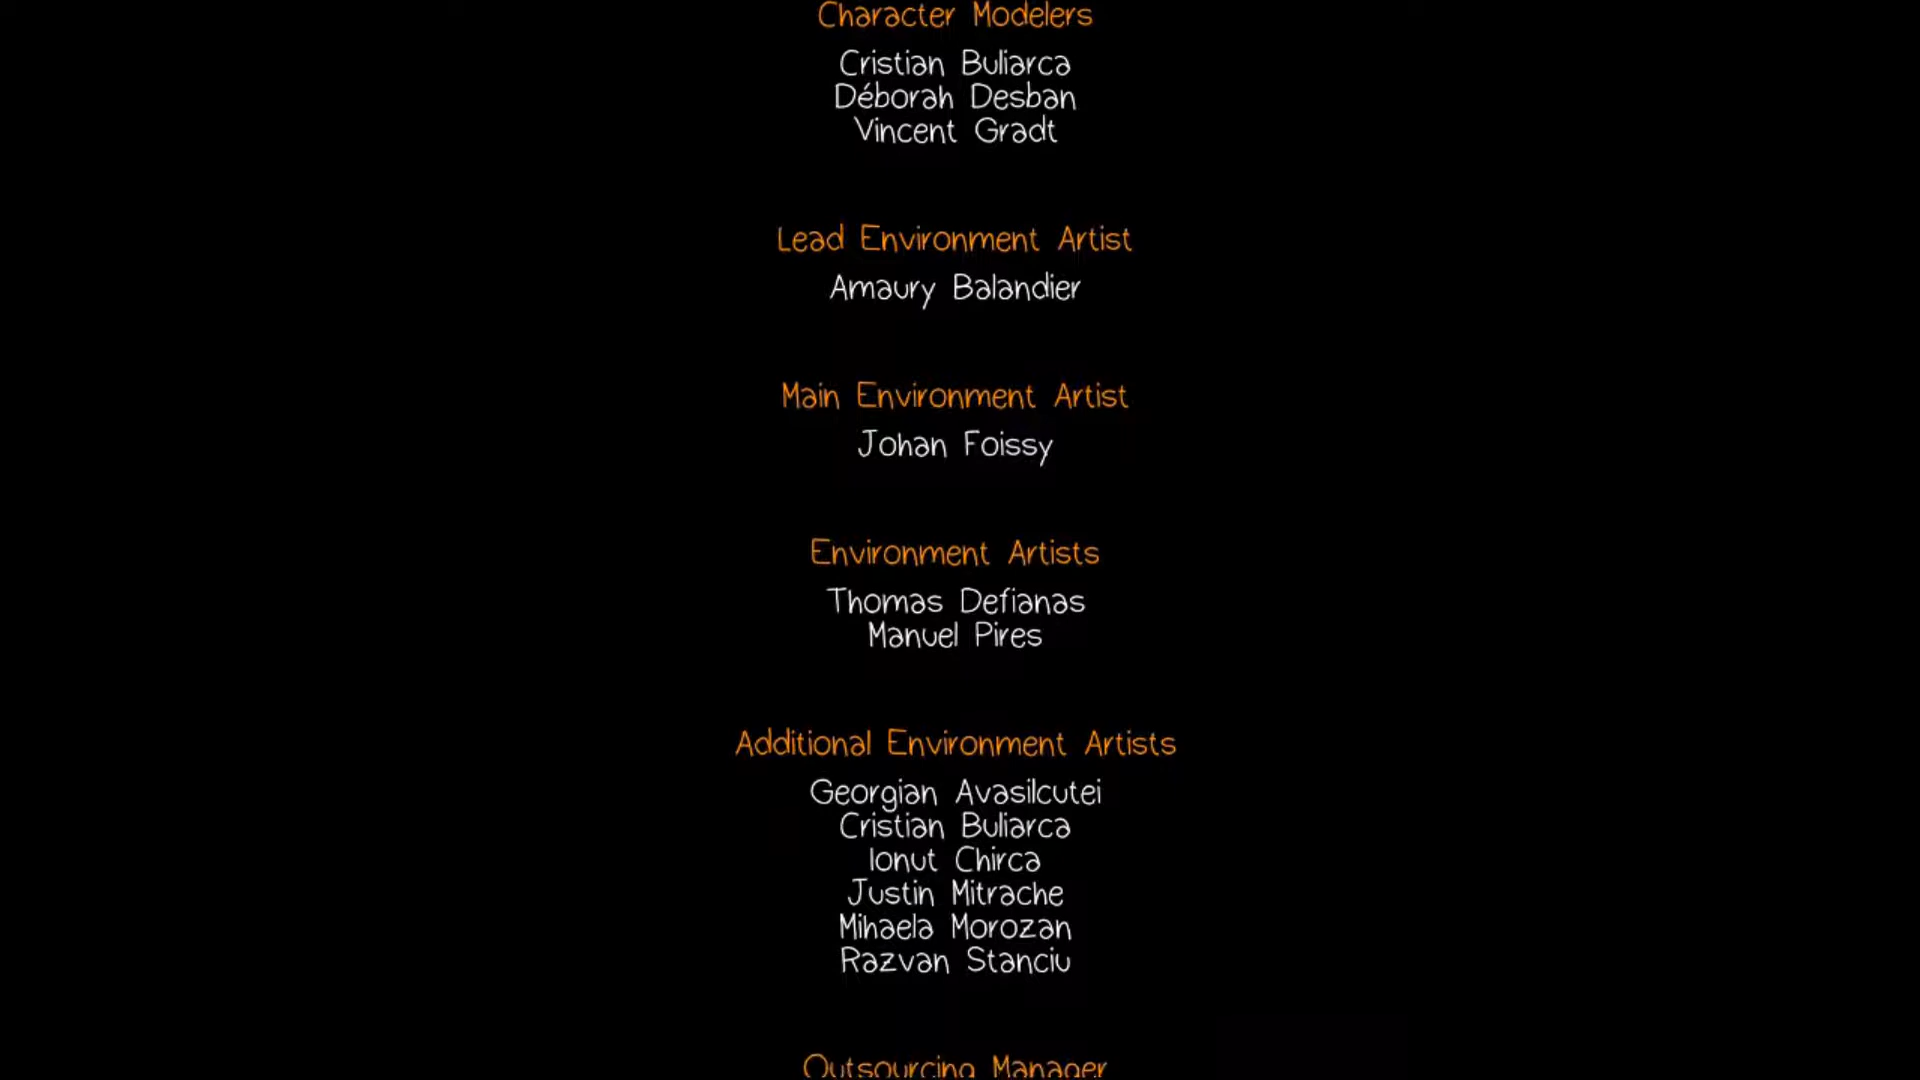 Character Modelers
Cristian Buliarca
Déborah Desban
Vincent Gradt
Lead Environment Artist
Amaury Balandier
Main Environment Artist
Johan Foissy
Environment Artists
Thomas Defianas
Manuel Pires
Additional Environment Artists
Georgian Avasilcutei
Cristian Buliarca
Ionut Chirca
Justin Mitrache
Mihaela Morozan
Razvan Stanciu
Outsourcing Manager